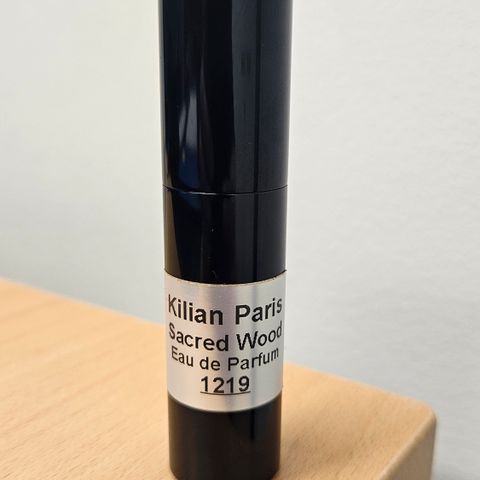 Kilian Paris
Sacred Wood
Eau de Parfum
1219